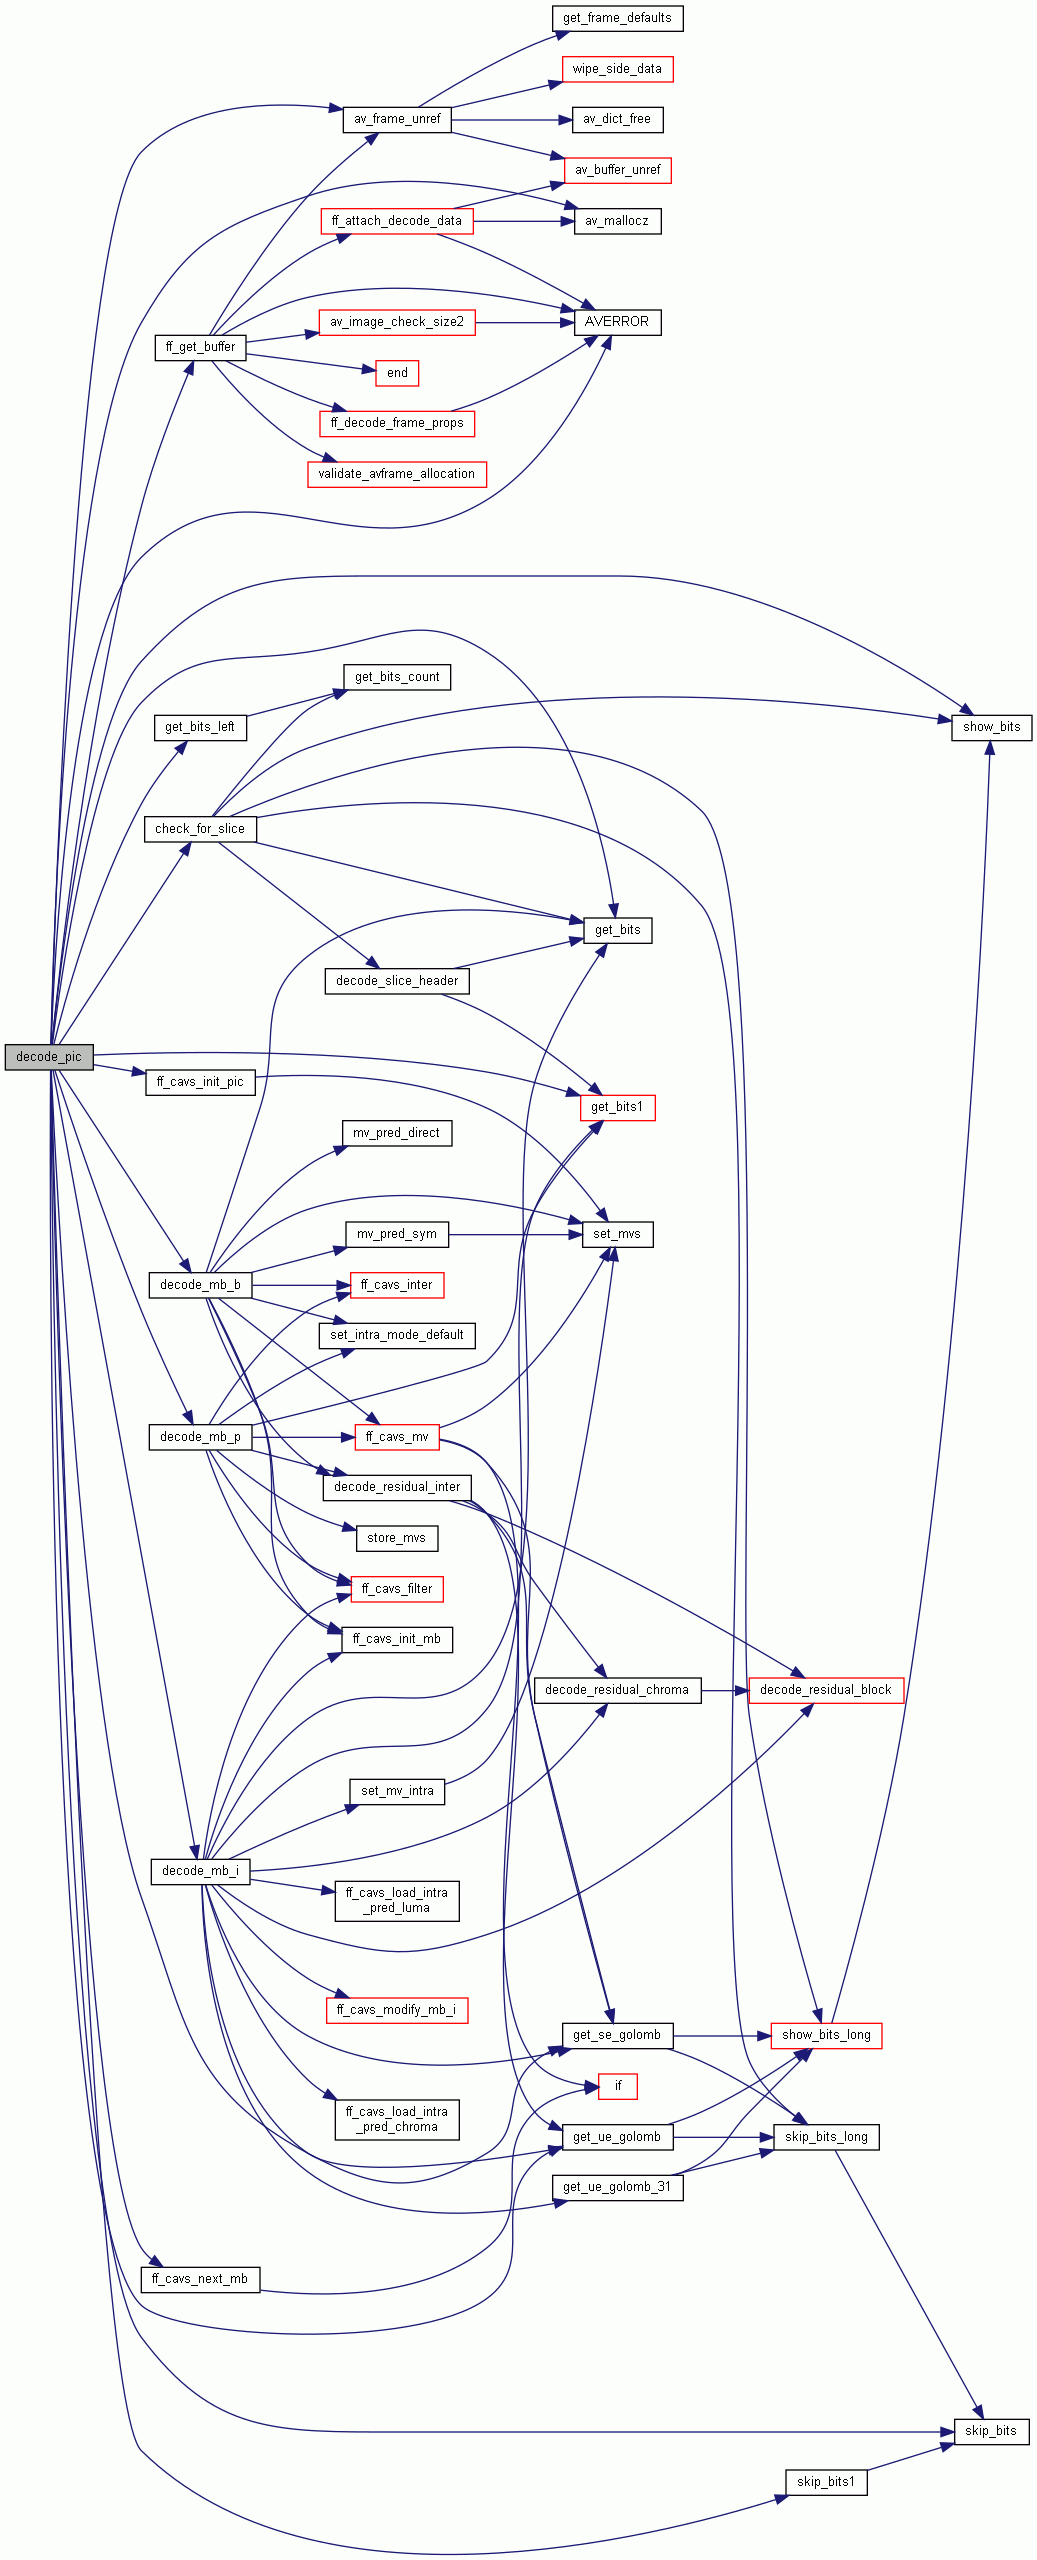 get_frame_defaults
wipe_side_data
av_frame_unref
av_dict_free
av_buffer_unref
ff_attach_decode_data
av_mallocz
av_image_check_size2
AVERROR
ff_get_buffer
end
ff_decode_frame_props
validate_avframe_allocation
get_bits_count
get_bits_left
show_bits
check_for_slice
get_bits
decode_slice_header
decode_pic
ff_cavs_init_pic
get_bits1
mv_pred_direct
mv_pred_sym
set_mvs
decode_mb_b
ff_cavs_inter
set_intra_mode_default
decode_mb_p
ff_cavs_mv
decode_residual_inter
store_mvs
ff_cavs_filter
ff_cavs_init_mb
decode_residual_chroma
decode_residual_block
set_mv_intra
decode_mb_i
ff_cavs_load_intra
_pred_luma
ff_cavs_modify_mb_i
get_se_golomb
show_bits_long
if
ff_cavs_load_intra
_pred_chroma
get_ue_golomb
skip_bits_long
get_ue_golomb_31
ff_cavs_next_mb
skip_bits
skip_bits1